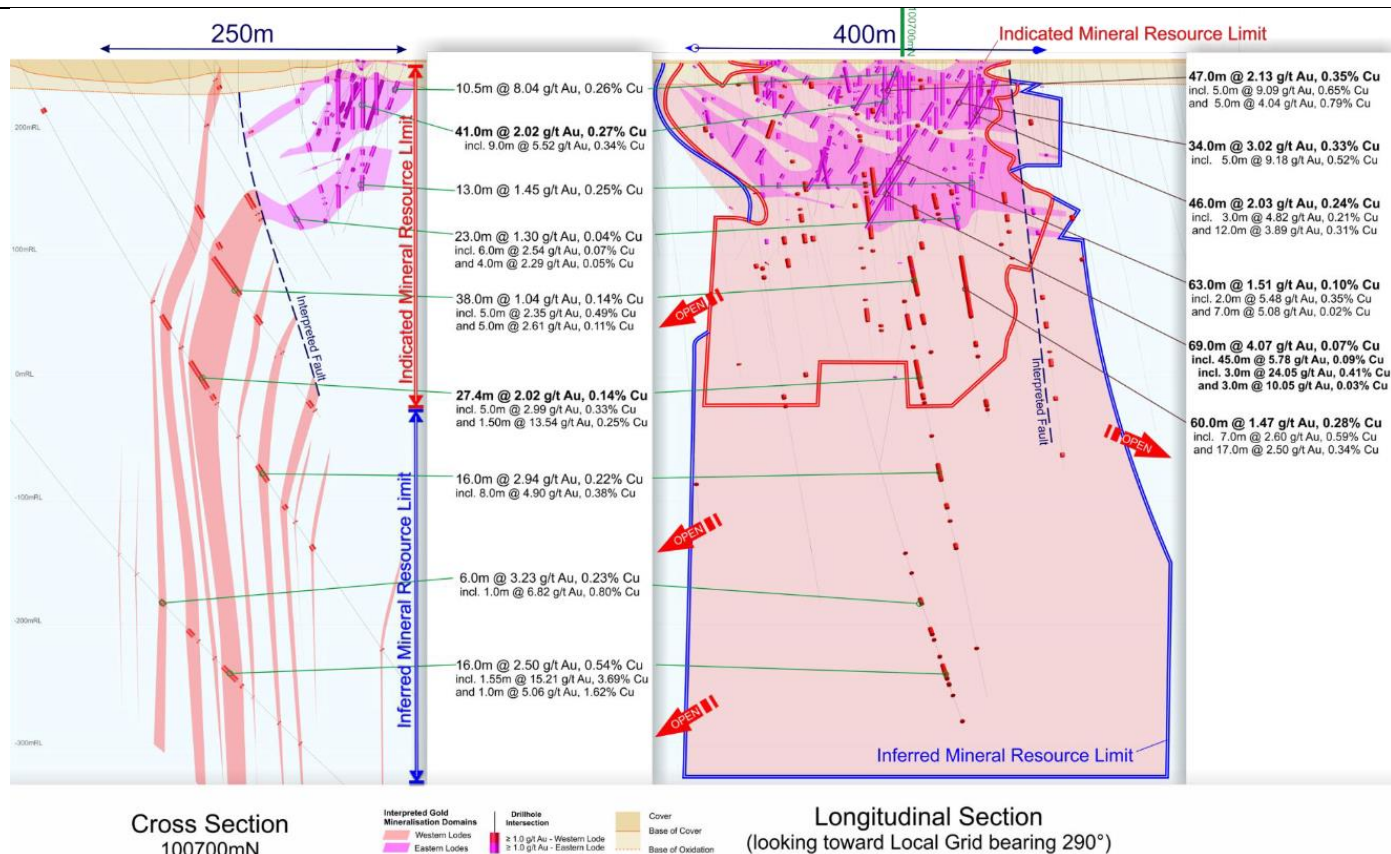 250m
400m
100700mN
Indicated Mineral Resource Limit
200mRL
100mRL
0mRL
-100mRL
-200mRL
-300mRL
Interpreted Fault
Indicated Mineral Resource Limit
Inferred Mineral Resource Limit
10.5m @ 8.04 g/t Au, 0.26% Cu
41.0m @ 2.02 g/t Au, 0.27% Cu
incl. 9.0m @ 5.52 g/t Au, 0.34% Cu
13.0m @ 1.45 g/t Au, 0.25% Cu
23.0m @ 1.30 g/t Au, 0.04% Cu
incl. 6.0m @ 2.54 g/t Au, 0.07% Cu
and 4.0m @ 2.29 g/t Au, 0.05% Cu
38.0m @ 1.04 g/t Au, 0.14% Cu
incl. 5.0m @ 2.35 g/t Au, 0.49% Cu
and 5.0m @ 2.61 g/t Au, 0.11% Cu
27.4m @ 2.02 g/t Au, 0.14% Cu
incl. 5.0m @ 2.99 g/t Au, 0.33% Cu
and 1.50m @ 13.54 g/t Au, 0.25% Cu
16.0m @ 2.94 g/t Au, 0.22% Cu
incl. 8.0m @ 4.90 g/t Au, 0.38% Cu
6.0m @ 3.23 g/t Au, 0.23% Cu
incl. 1.0m @ 6.82 g/t Au, 0.80% Cu
16.0m @ 2.50 g/t Au, 0.54% Cu
incl. 1.55m @ 15.21 g/t Au, 3.69% Cu
and 1.0m @ 5.06 g/t Au, 1.62% Cu
OPEN
OPEN
OPEN
OPEN
Interpreted Fault
Inferred Mineral Resource Limit
47.0m @ 2.13 g/t Au, 0.35% Cu
incl. 5.0m @ 9.09 g/t Au, 0.65% Cu
and 5.0m @ 4.04 g/t Au, 0.79% Cu
34.0m @ 3.02 g/t Au, 0.33% Cu
incl. 5.0m @ 9.18 g/t Au, 0.52% Cu
46.0m @ 2.03 g/t Au, 0.24% Cu
incl. 3.0m @ 4.82 g/t Au, 0.21% Cu
and 12.0m @ 3.89 g/t Au, 0.31% Cu
63.0m @ 1.51 g/t Au, 0.10% Cu
incl. 2.0m @ 5.48 g/t Au, 0.35% Cu
and 7.0m @ 5.08 g/t Au, 0.02% Cu
69.0m @ 4.07 g/t Au, 0.07% Cu
incl. 45.0m @ 5.78 g/t Au, 0.09% Cu
incl. 3.0m @ 24.05 g/t Au, 0.41% Cu
and 3.0m @ 10.05 g/t Au, 0.03% Cu
60.0m @ 1.47 g/t Au, 0.28% Cu
incl. 7.0m @ 2.60 g/t Au, 0.59% Cu
and 17.0m @ 2.50 g/t Au, 0.34% Cu
Cross Section
100700mN
Interpreted Gold
Mineralisation Domains
Western Lodes
Eastern Lodes
Drillhole
Intersection
≥ 1.0 g/t Au - Western Lode
≥ 1.0 g/t Au - Eastern Lode
Cover
Base of Cover
Base of Oxidation
Longitudinal Section
(looking toward Local Grid bearing 290°)